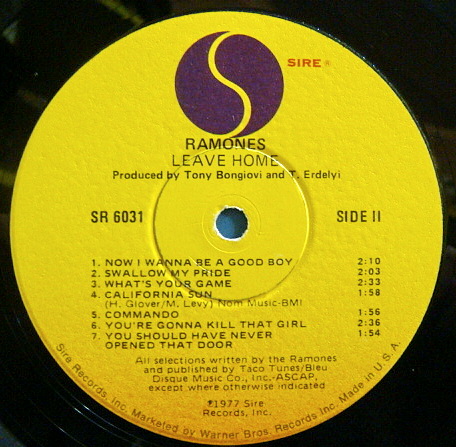 SIRE ®
RAMONES
LEAVE HOME
Produced by Tony Bongiovi and T. Erdelyi
SR 6031 SIDE II
1. NOW I WANNA BE A GOOD BOY 2:10
2. SWALLOW MY PRIDE 2:03
3. WHAT'S YOUR GAME 2:33
4. CALIFORNIA SUN 1:58
(H. Glover/M. Levy) Nom Music-BMI
5. COMMANDO 1:56
6. YOU'RE GONNA KILL THAT GIRL 2:36
7. YOU SHOULD HAVE NEVER 1:54
OPENED THAT DOOR
All selections written by the Ramones
and published by Taco Tunes/Bleu
Disque Music Co., Inc.-ASCAP,
except where otherwise indicated
℗1977 Sire
Records, Inc.
Sire Records, Inc. Marketed by Warner Bros. Records Inc. Made in U.S.A.